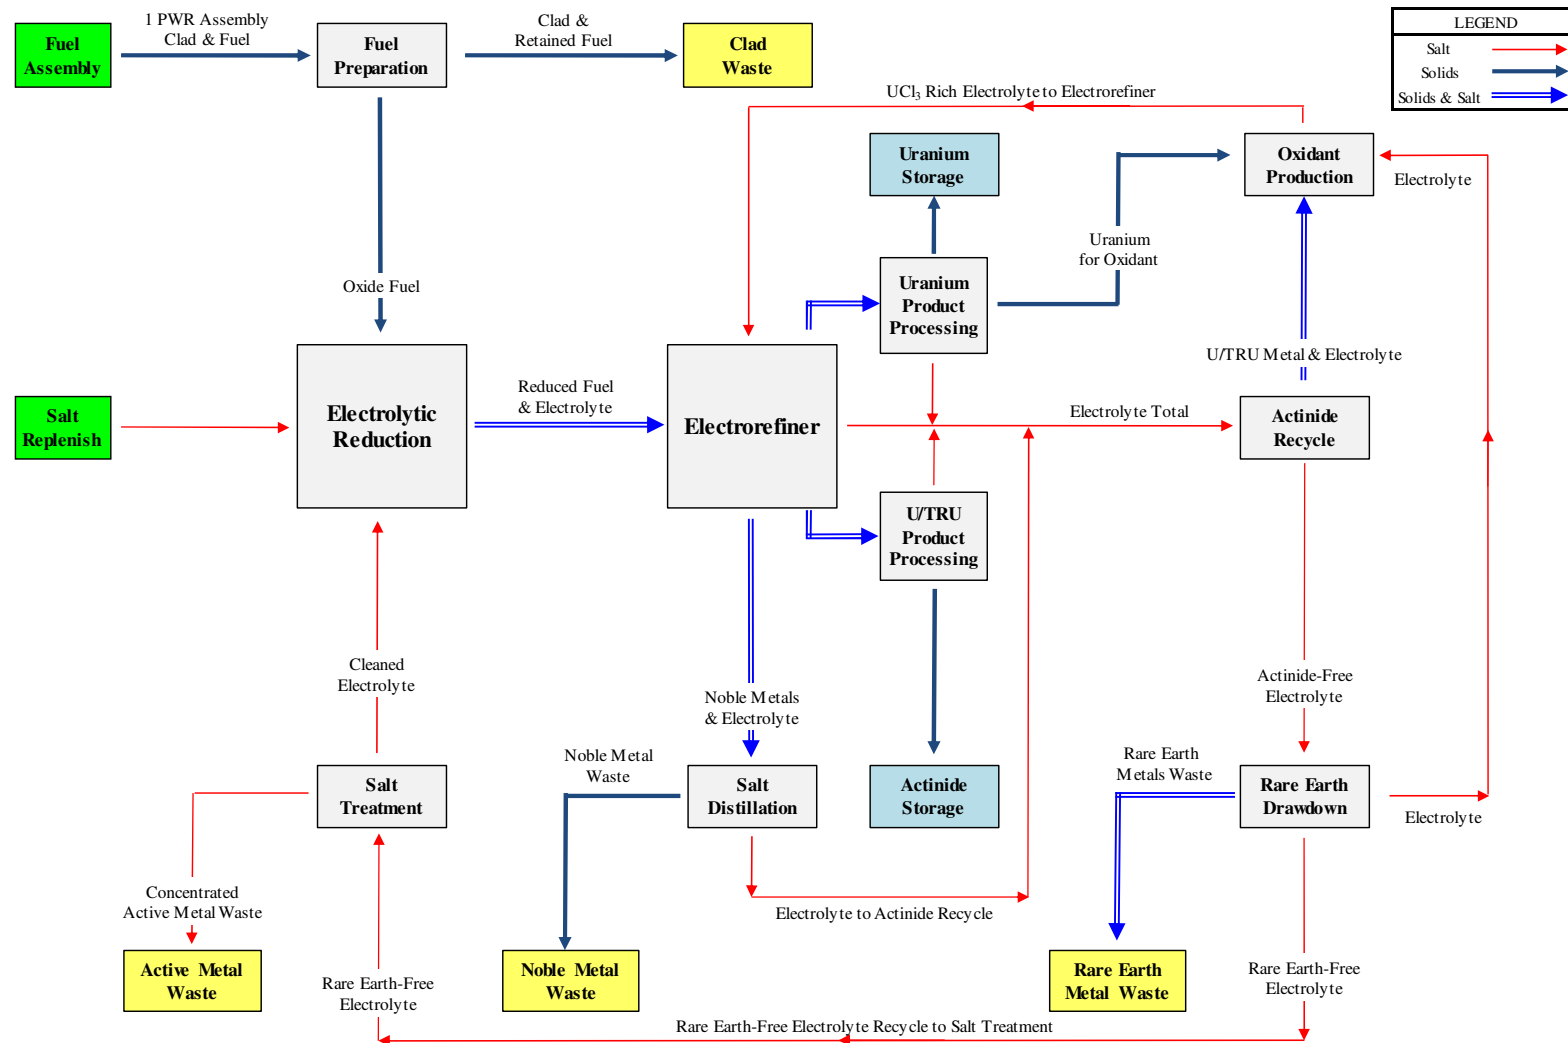 1 PWR Assembly
Clad & Fuel
Clad &
Retained Fuel
LEGEND
Salt
Solids
Solids & Salt
Fuel
Assembly
Fuel
Preparation
Clad
Waste
UCl₃ Rich Electrolyte to Electrorefiner
Uranium
Storage
Oxidant
Production
Electrolyte
Uranium
for Oxidant
Oxide Fuel
Uranium
Product
Processing
U/TRU Metal & Electrolyte
Salt
Replenish
Electrolytic
Reduction
Reduced Fuel
& Electrolyte
Electrorefiner
Electrolyte Total
Actinide
Recycle
U/TRU
Product
Processing
Cleaned
Electrolyte
Noble Metals
& Electrolyte
Actinide-Free
Electrolyte
Noble Metal
Waste
Rare Earth
Metals Waste
Salt
Treatment
Salt
Distillation
Actinide
Storage
Rare Earth
Drawdown
Electrolyte
Concentrated
Active Metal Waste
Electrolyte to Actinide Recycle
Active Metal
Waste
Rare Earth-Free
Electrolyte
Noble Metal
Waste
Rare Earth
Metal Waste
Rare Earth-Free
Electrolyte
Rare Earth-Free Electrolyte Recycle to Salt Treatment